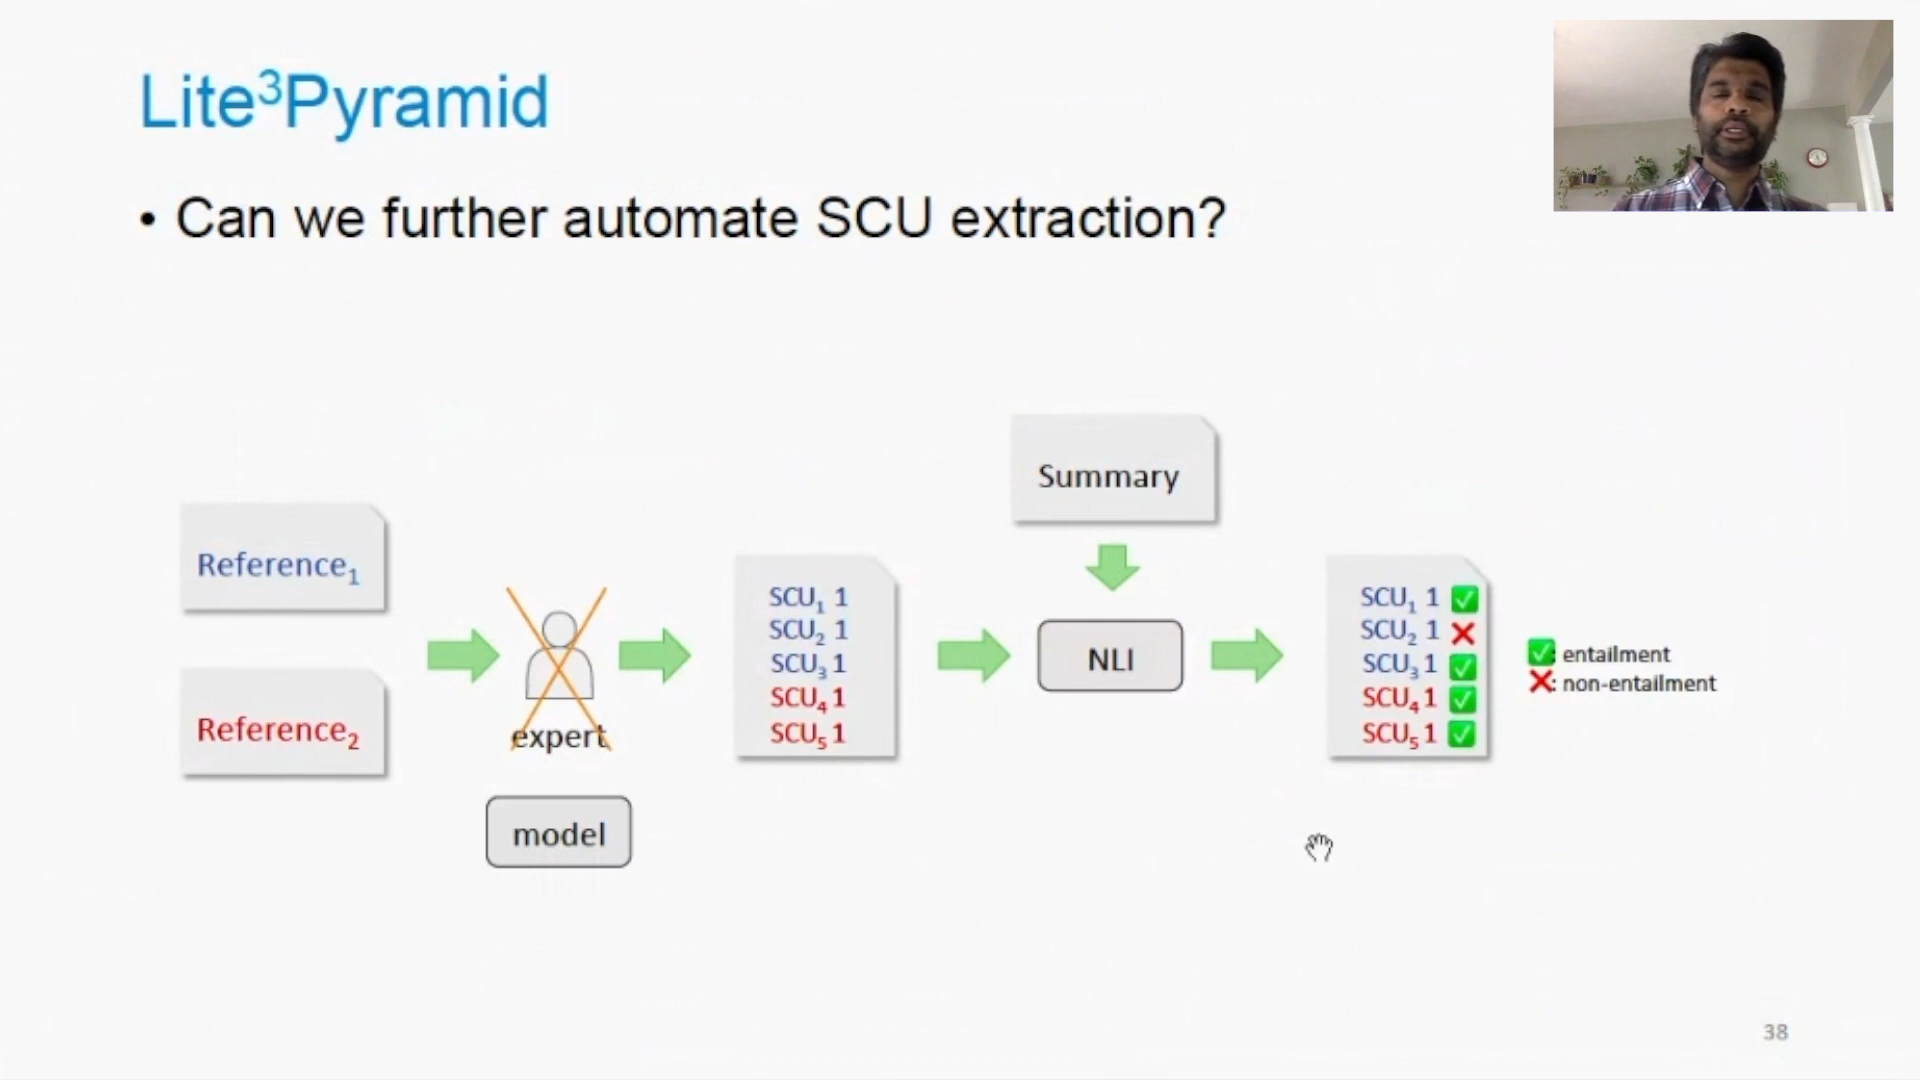 Lite³Pyramid
• Can we further automate SCU extraction?
Summary
Reference₁
Reference₂
expert
model
SCU₁ 1
SCU₂ 1
SCU₃ 1
SCU₄ 1
SCU₅ 1
NLI
SCU₁ 1 ✅
SCU₂ 1 ❌
SCU₃ 1 ✅
SCU₄ 1 ✅
SCU₅ 1 ✅
✅: entailment
❌: non-entailment
38